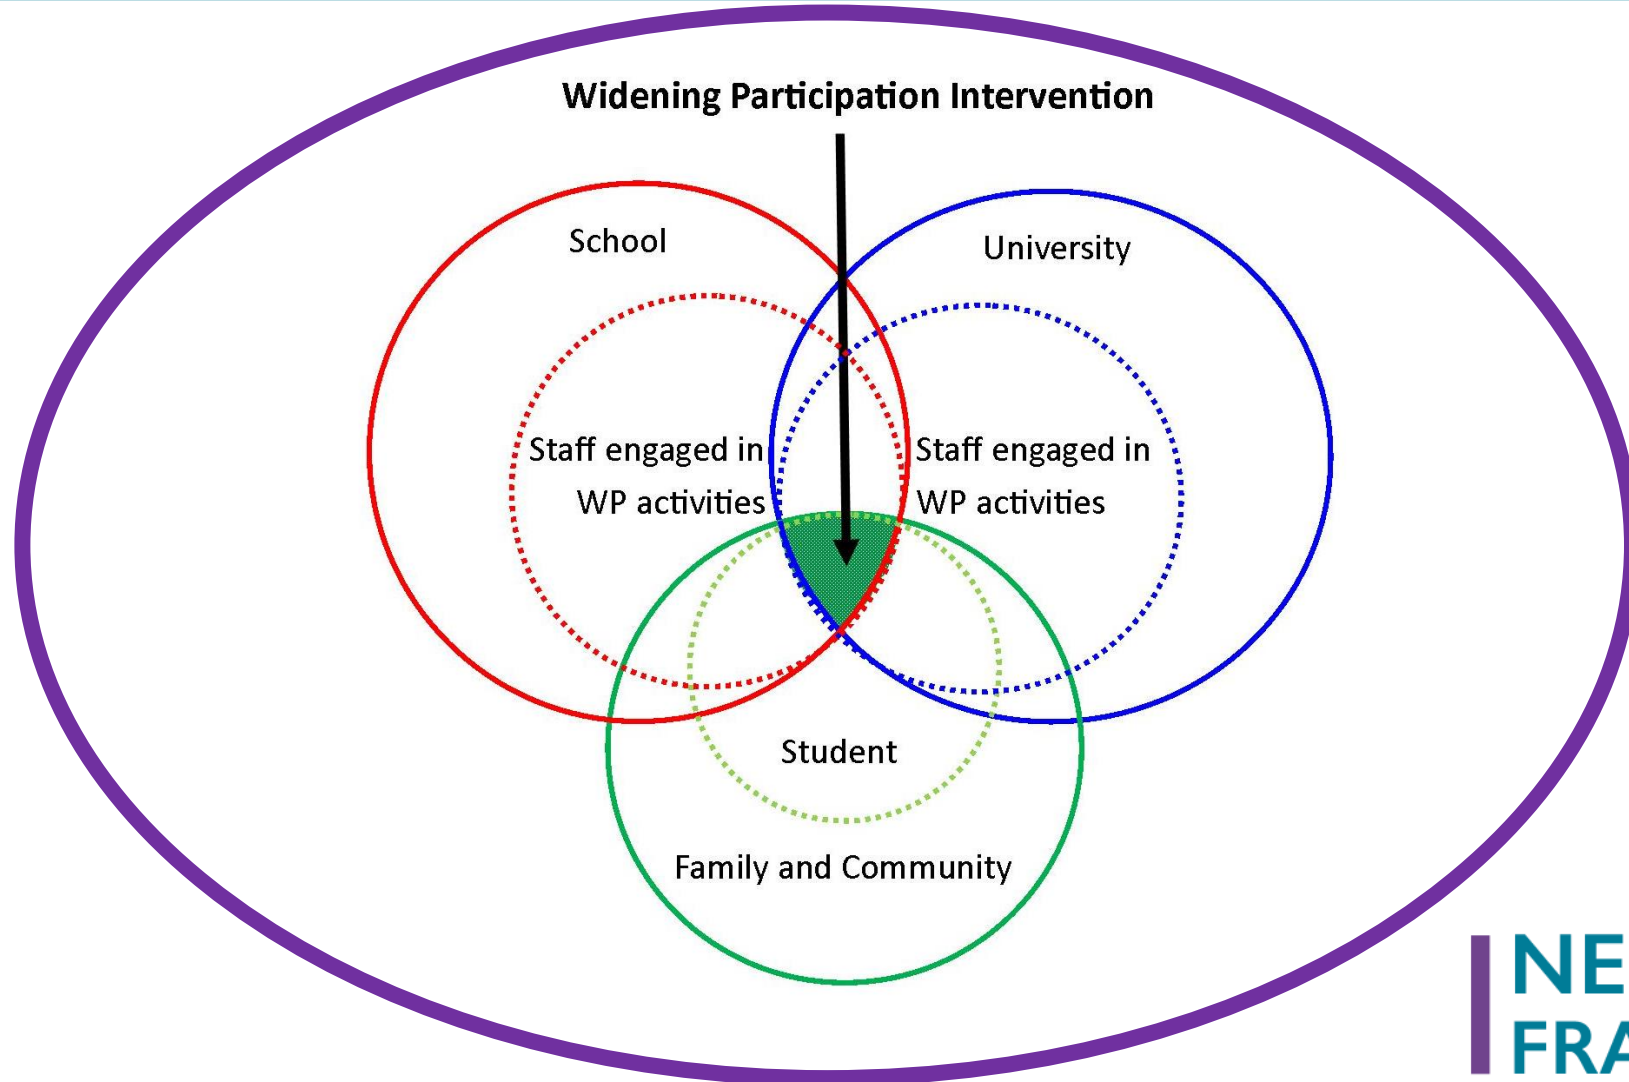 Widening Participation Intervention
School
University
Staff engaged in
WP activities
Staff engaged in
WP activities
Student
Family and Community
NE
FRA